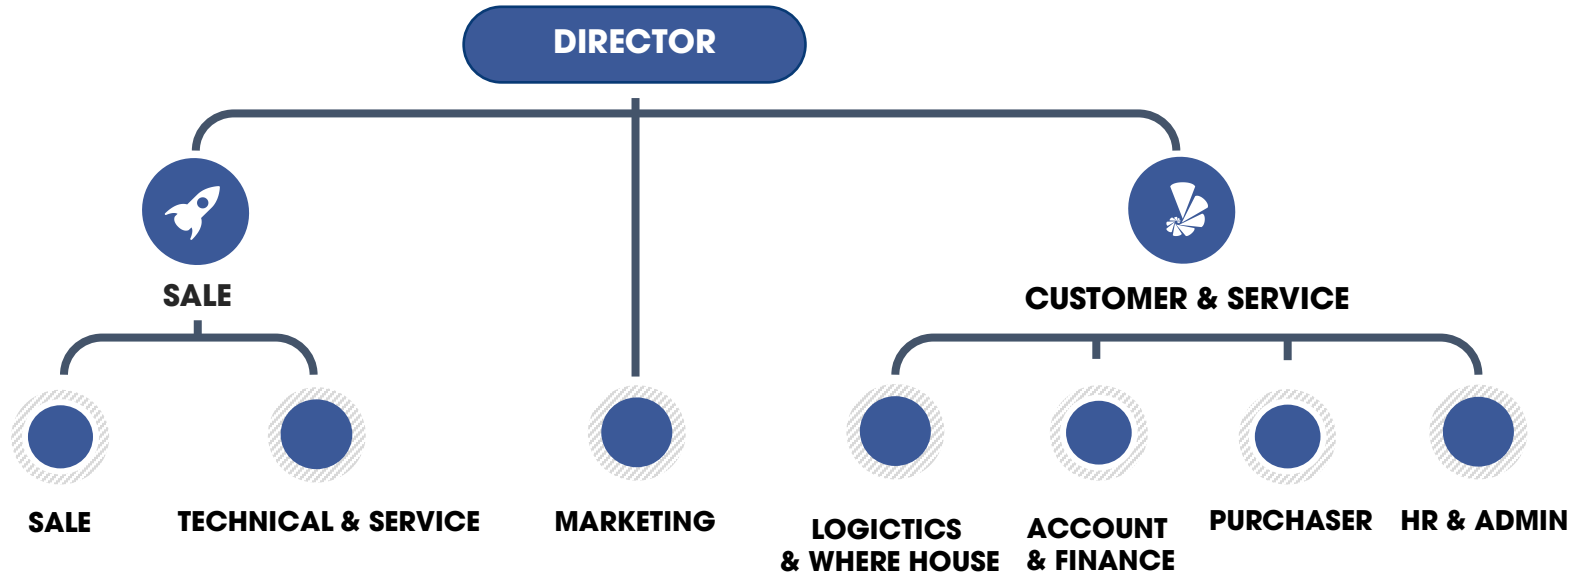 DIRECTOR
SALE
CUSTOMER & SERVICE
SALE
TECHNICAL & SERVICE
MARKETING
LOGICTICS
& WHERE HOUSE
ACCOUNT
& FINANCE
PURCHASER
HR & ADMIN